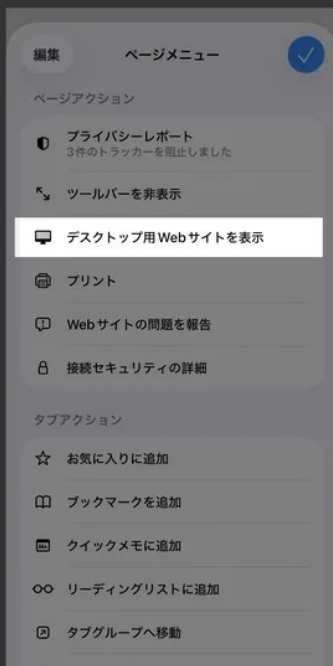 編集
ページメニュー
ページアクション
プライバシーレポート
3件のトラッカーを阻止しました
ツールバーを非表示
デスクトップ用Webサイトを表示
プリント
Webサイトの問題を報告
接続セキュリティの詳細
タブアクション
お気に入りに追加
ブックマークを追加
クイックメモに追加
リーディングリストに追加
タブグループへ移動